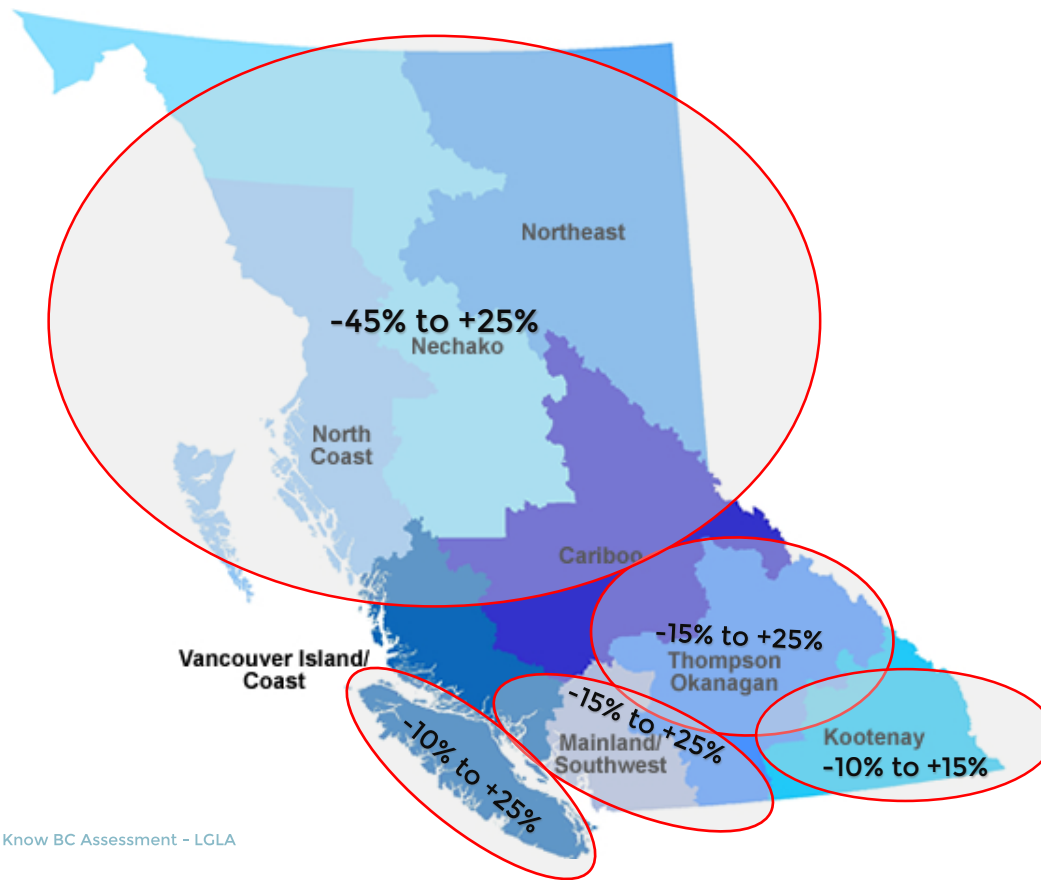 Northeast
-45% to +25%
Nechako
North
Coast
Cariboo
-15% to +25%
Thompson
Okanagan
Vancouver Island/
Coast
-10% to +25%
-15% to +25%
Mainland/
Southwest
Kootenay
-10% to +15%
Know BC Assessment - LGLA